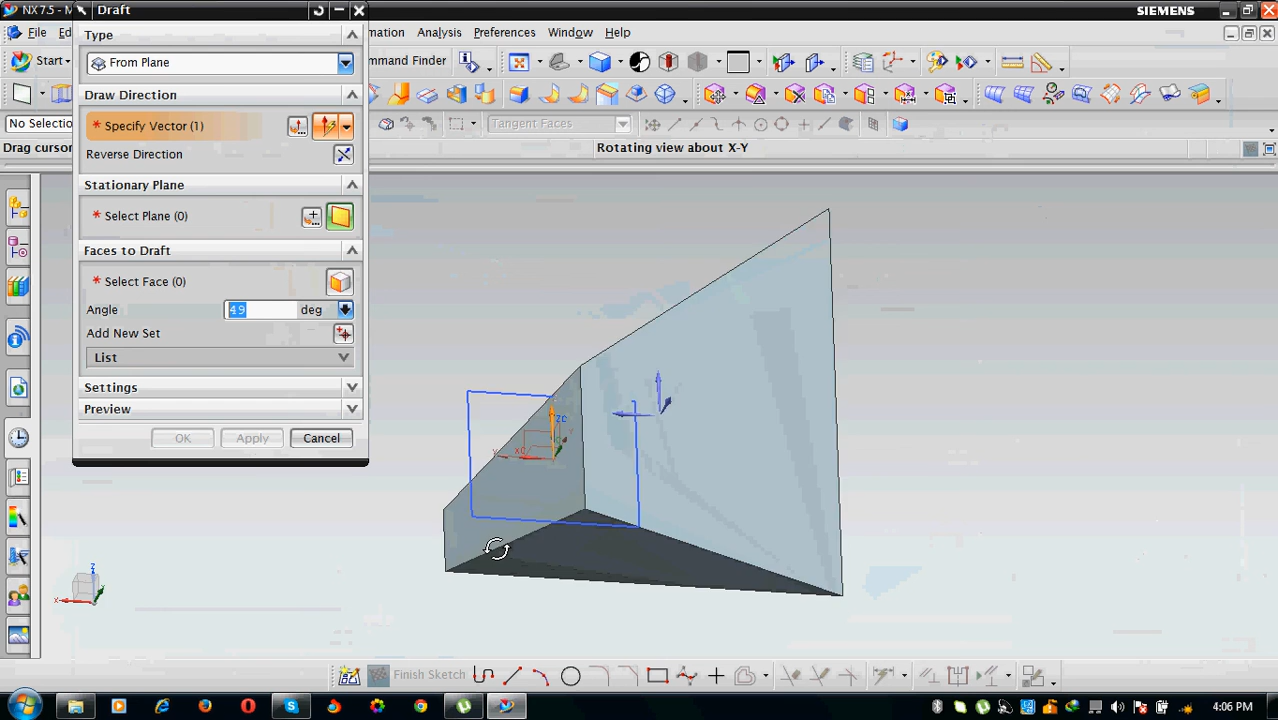 NX 7.5 - M
Draft
SIEMENS
File
mation
Analysis
Preferences
Window
Help
Type
From Plane
Start
mmand Finder
Draw Direction
No Selectio
* Specify Vector (1)
Tangent Faces
Reverse Direction
Drag cursor
Rotating view about X-Y
Stationary Plane
* Select Plane (0)
Faces to Draft
* Select Face (0)
Angle
49
deg
Add New Set
List
Settings
Preview
OK
Apply
Cancel
Z
X
Finish Sketch
4:06 PM